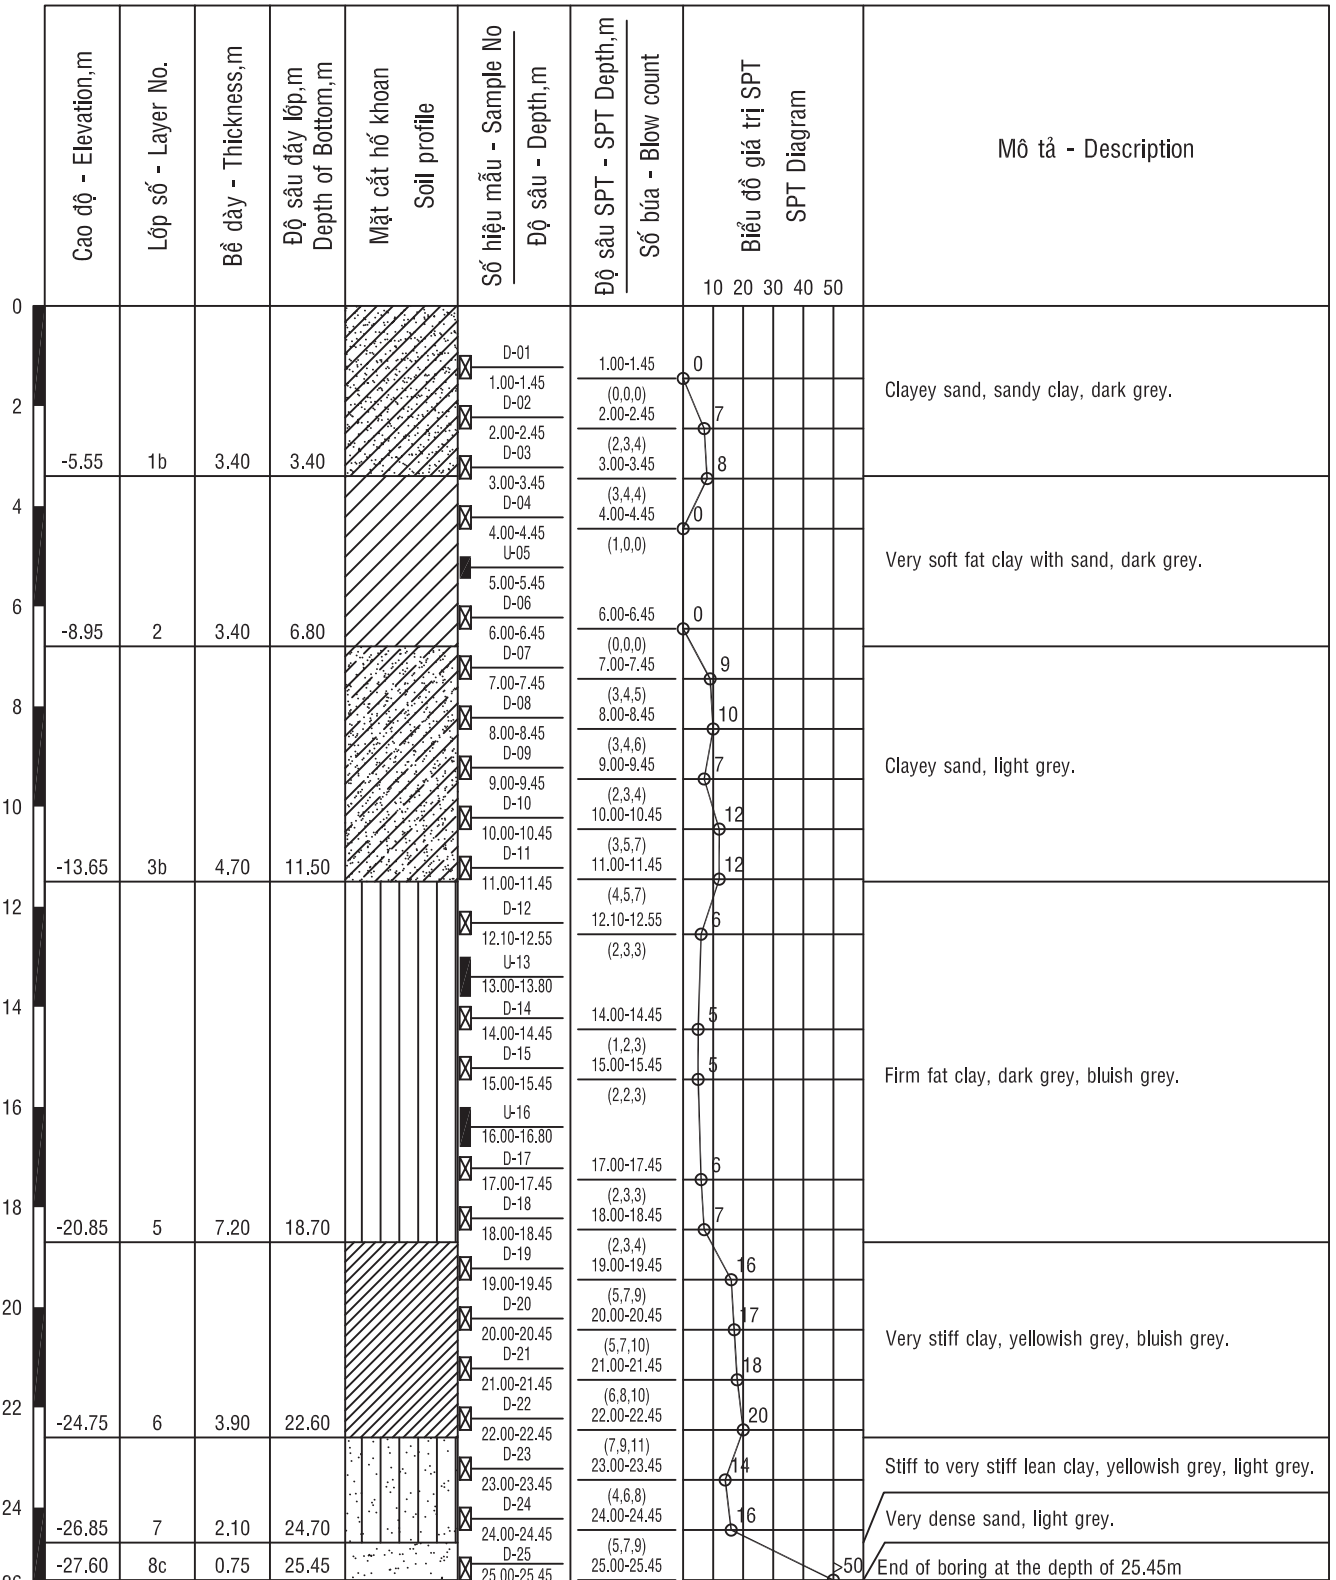 Cao độ - Elevation,m
Lớp số - Layer No.
Bề dày - Thickness,m
Độ sâu đáy lớp,m
Depth of Bottom,m
Mặt cắt hố khoan
Soil profile
Số hiệu mẫu - Sample No
Độ sâu - Depth,m
Độ sâu SPT - SPT Depth,m
Số búa - Blow count
Biểu đồ giá trị SPT
SPT Diagram
10 20 30 40 50
Mô tả - Description
0
D-01
1.00-1.45
0
1.00-1.45
(0,0,0)
Clayey sand, sandy clay, dark grey.
2
D-02
2.00-2.45
2.00-2.45
7
(2,3,4)
D-03
3.00-3.45
3.00-3.45
8
(3,4,4)
-5.55 1b 3.40 3.40
4
D-04
4.00-4.45
4.00-4.45
0
(1,0,0)
U-05
5.00-5.45
Very soft fat clay with sand, dark grey.
6
D-06
6.00-6.45
6.00-6.45
0
(0,0,0)
-8.95 2 3.40 6.80
D-07
7.00-7.45
7.00-7.45
9
(3,4,5)
8
D-08
8.00-8.45
8.00-8.45
10
(3,4,6)
D-09
9.00-9.45
9.00-9.45
7
(2,3,4)
Clayey sand, light grey.
10
D-10
10.00-10.45
10.00-10.45
12
(3,5,7)
D-11
11.00-11.45
11.00-11.45
12
(4,5,7)
-13.65 3b 4.70 11.50
12
D-12
12.10-12.55
12.10-12.55
6
(2,3,3)
U-13
13.00-13.80
14
D-14
14.00-14.45
14.00-14.45
5
(1,2,3)
D-15
15.00-15.45
15.00-15.45
5
(2,2,3)
Firm fat clay, dark grey, bluish grey.
16
U-16
16.00-16.80
D-17
17.00-17.45
17.00-17.45
6
(2,3,3)
18
D-18
18.00-18.45
18.00-18.45
7
(2,3,4)
-20.85 5 7.20 18.70
D-19
19.00-19.45
19.00-19.45
16
(5,7,9)
20
D-20
20.00-20.45
20.00-20.45
17
(5,7,10)
Very stiff clay, yellowish grey, bluish grey.
D-21
21.00-21.45
21.00-21.45
18
(6,8,10)
22
D-22
22.00-22.45
22.00-22.45
20
(7,9,11)
-24.75 6 3.90 22.60
D-23
23.00-23.45
23.00-23.45
14
(4,6,8)
Stiff to very stiff lean clay, yellowish grey, light grey.
24
D-24
24.00-24.45
24.00-24.45
16
(5,7,9)
-26.85 7 2.10 24.70
Very dense sand, light grey.
D-25
25.00-25.45
25.00-25.45
>50
-27.60 8c 0.75 25.45
End of boring at the depth of 25.45m
26